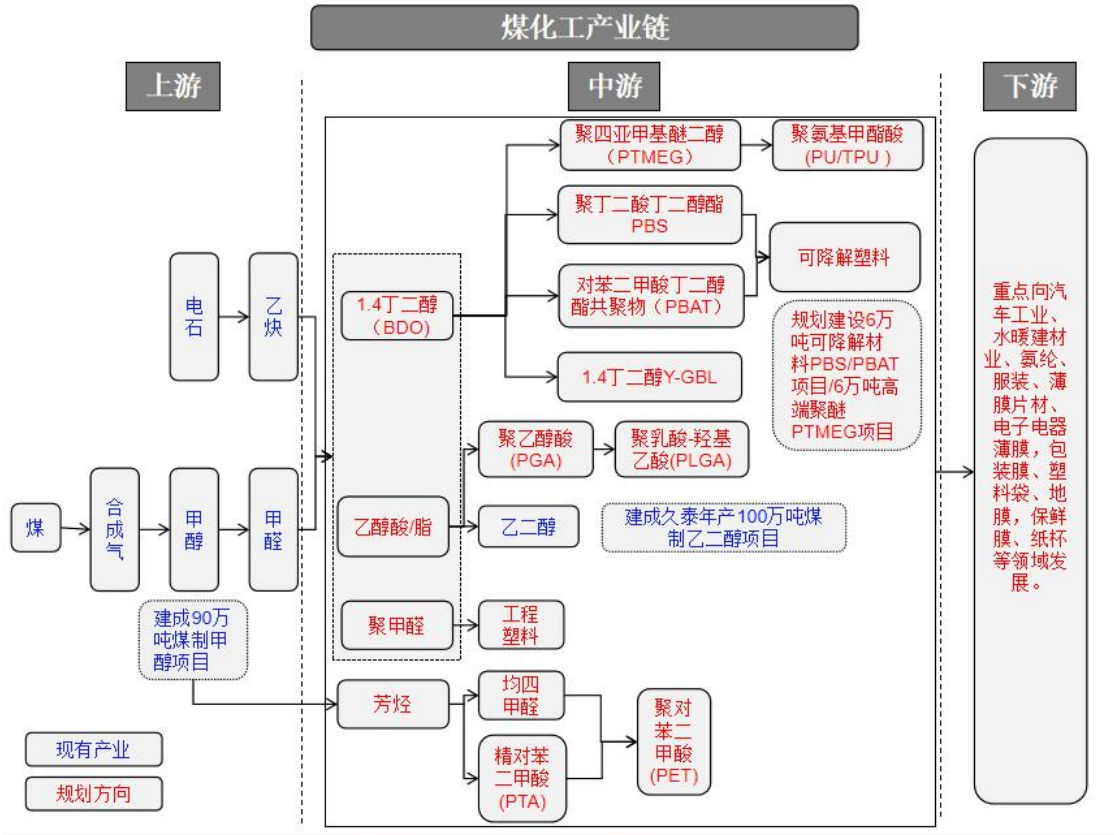 煤化工产业链
上游
中游
下游
聚四亚甲基醚二醇
（PTMEG）
聚氨基甲酯酸
(PU/TPU )
聚丁二酸丁二醇酯
PBS
可降解塑料
电
石
乙
炔
1.4丁二醇
（BDO)
对苯二甲酸丁二醇
酯共聚物（PBAT）
规划建设6万
吨可降解材
料PBS/PBAT
项目/6万吨高
端聚醚
PTMEG项目
1.4丁二醇Y-GBL
聚乙醇酸
(PGA)
聚乳酸-羟基
乙酸(PLGA)
煤
合
成
气
甲
醇
甲
醛
乙醇酸/脂
乙二醇
建成久泰年产100万吨煤
制乙二醇项目
建成90万
吨煤制甲
醇项目
聚甲醛
工程
塑料
芳烃
均四
甲醛
精对苯
二甲酸
(PTA)
聚对
苯二
甲酸
(PET)
现有产业
规划方向
重点向汽
车工业、
水暖建材
业、氨纶、
服装、薄
膜片材、
电子电器
薄膜，包
装膜、塑
料袋、地
膜，保鲜
膜、纸杯
等领域发
展。